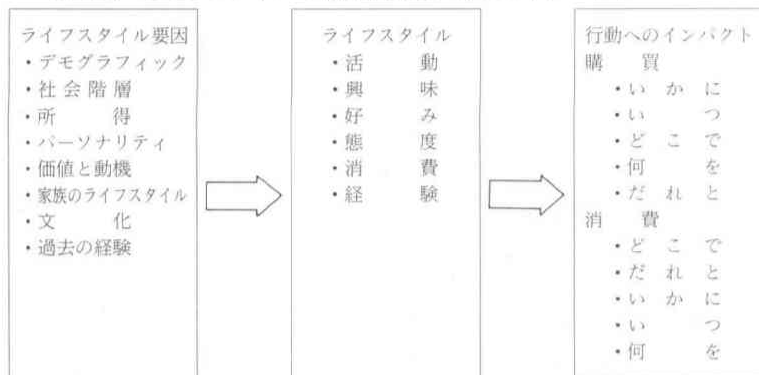 ライフスタイル要因
・デモグラフィック
・社会階層
・所得
・パーソナリティ
・価値と動機
・家族のライフスタイル
・文化
・過去の経験
ライフスタイル
・活動
・興味
・好み
・態度
・消費
・経験
行動へのインパクト
購買
・いかに
・いつ
・どこで
・何を
・だれと
消費
・どこで
・だれと
・いかに
・いつ
・何を